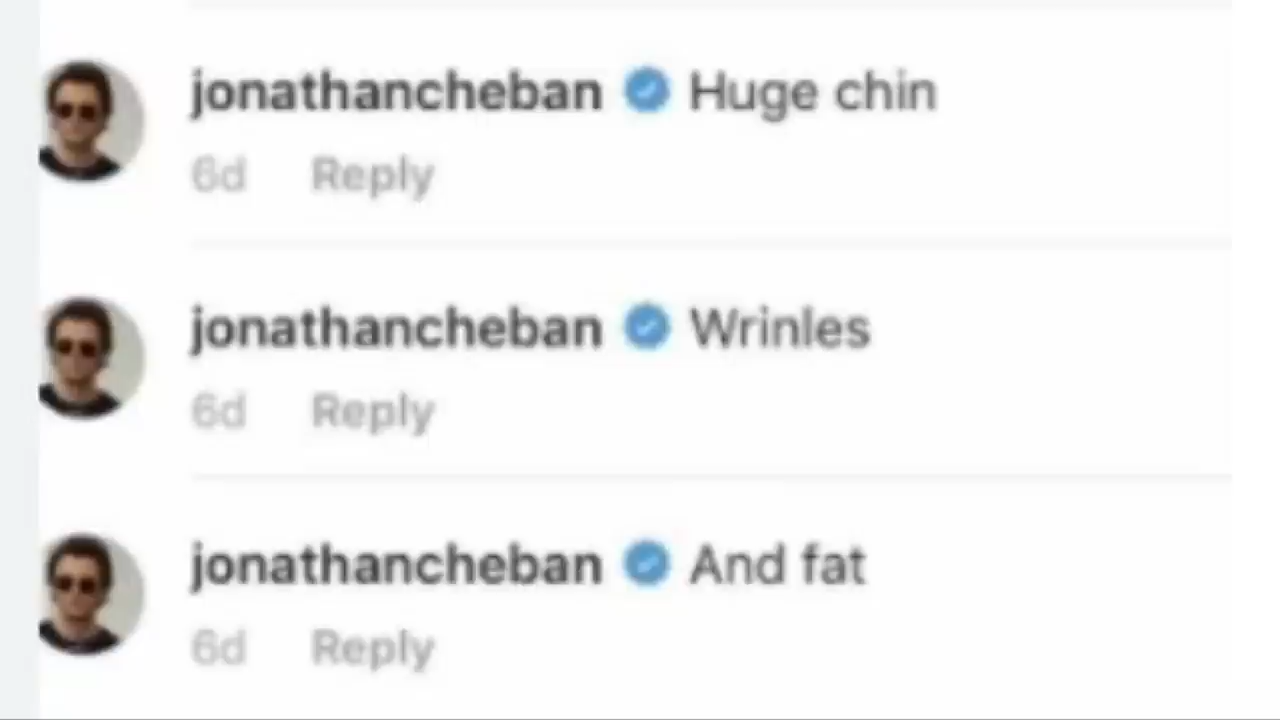 jonathancheban Huge chin
6d Reply
jonathancheban Wrinles
6d Reply
jonathancheban And fat
6d Reply